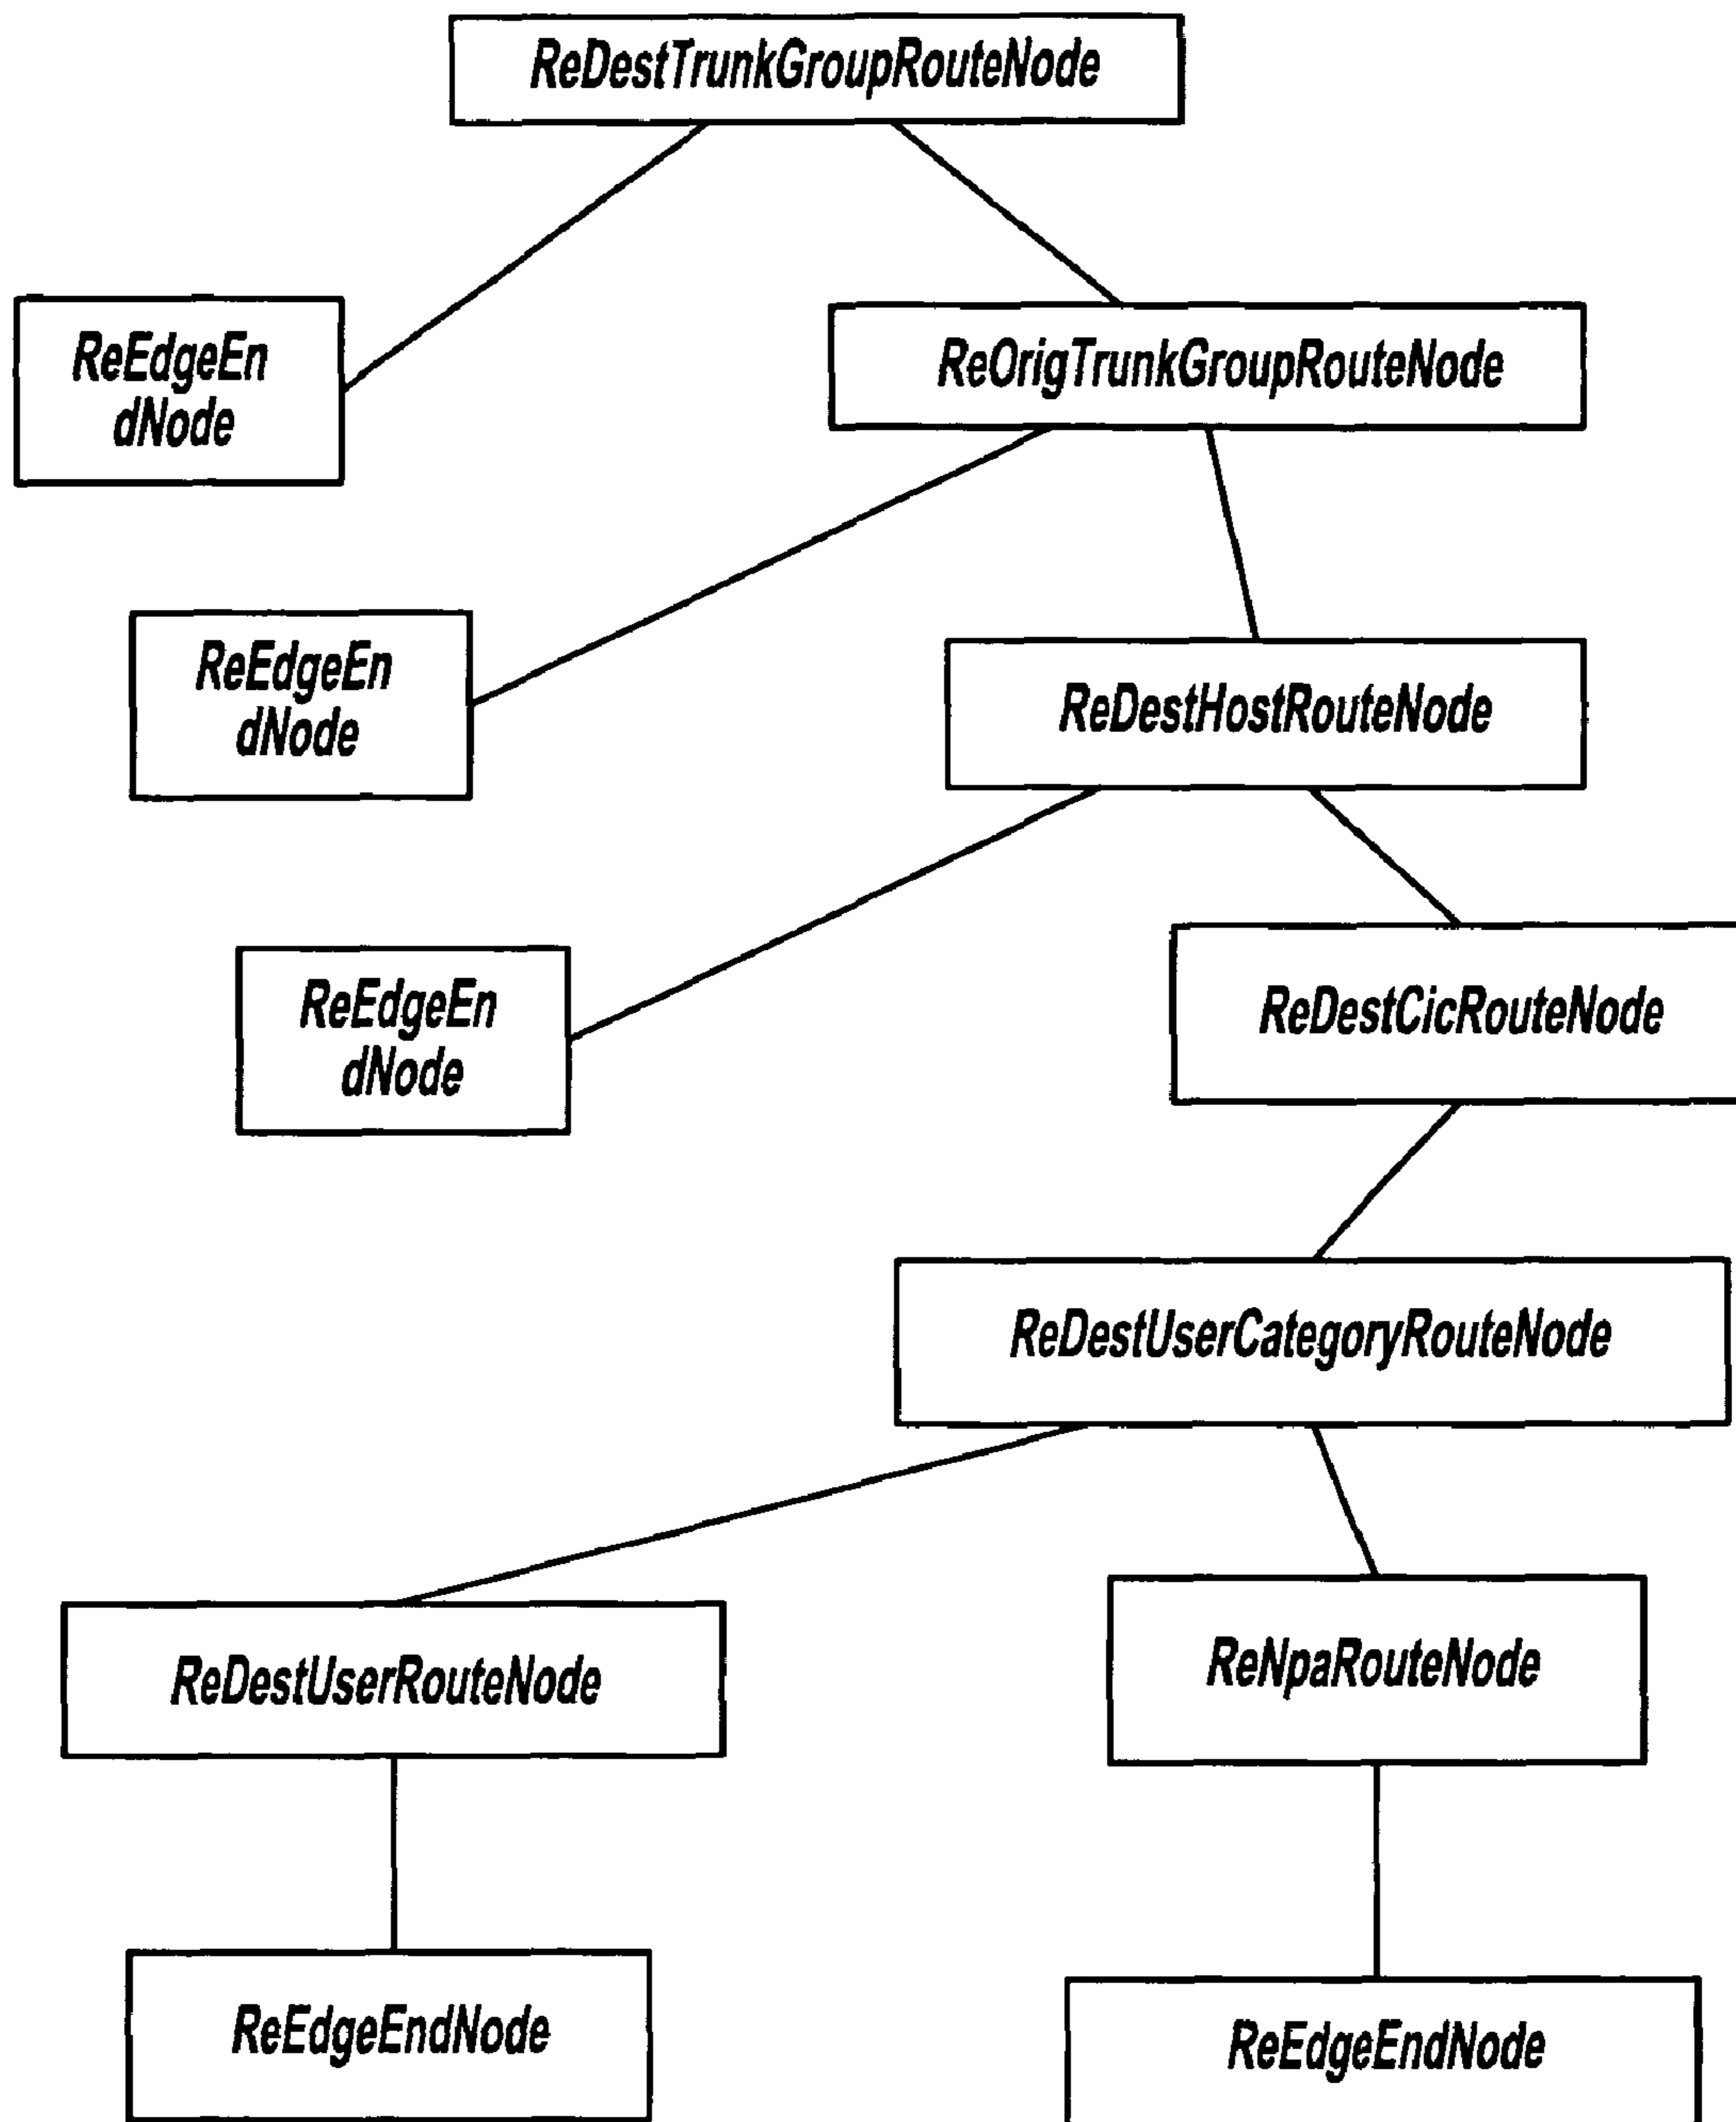 ReDestTrunkGroupRouteNode
ReEdgeEn
dNode
ReOrigTrunkGroupRouteNode
ReEdgeEn
dNode
ReDestHostRouteNode
ReEdgeEn
dNode
ReDestCicRouteNode
ReDestUserCategoryRouteNode
ReDestUserRouteNode
ReNpaRouteNode
ReEdgeEndNode
ReEdgeEndNode